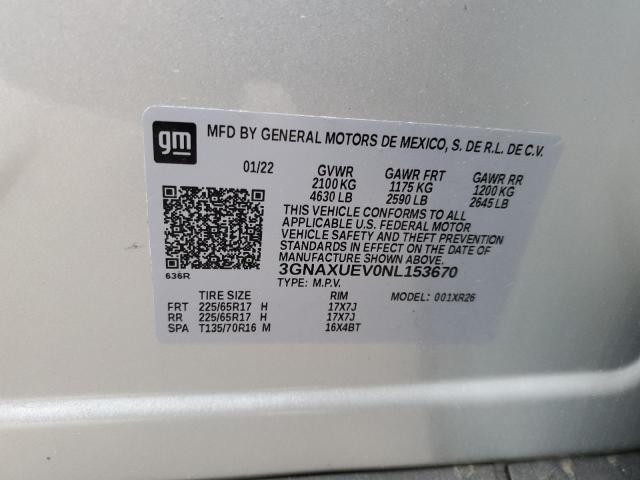 gm
MFD BY GENERAL MOTORS DE MEXICO, S. DE R.L. DE C.V.
01/22 GVWR GAWR FRT GAWR RR
2100 KG 1175 KG 1200 KG
4630 LB 2590 LB 2645 LB
THIS VEHICLE CONFORMS TO ALL
APPLICABLE U.S. FEDERAL MOTOR
VEHICLE SAFETY AND THEFT PREVENTION
STANDARDS IN EFFECT ON THE DATE OF
MANUFACTURE SHOWN ABOVE.
3GNAXUEV0NL153670
636R
TYPE: M.P.V.
TIRE SIZE RIM MODEL: 001XR26
FRT 225/65R17 H 17X7J
RR 225/65R17 H 17X7J
SPA T135/70R16 M 16X4BT